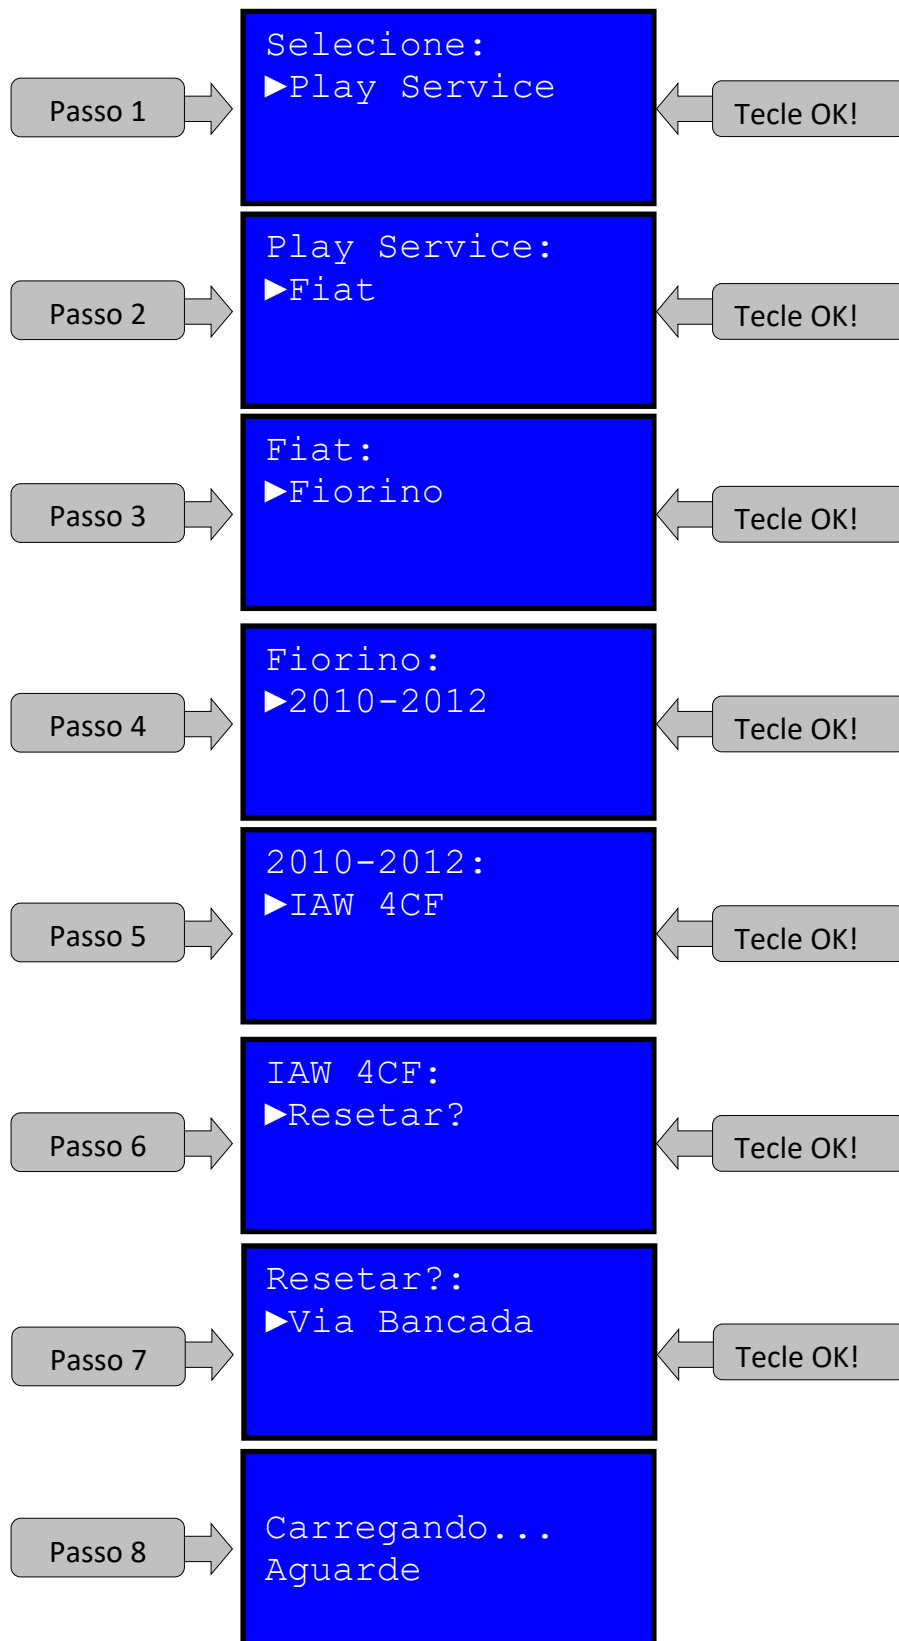 Selecione:
►Play Service
Passo 1
Tecle OK!
Play Service:
►Fiat
Passo 2
Tecle OK!
Fiat:
►Fiorino
Passo 3
Tecle OK!
Fiorino:
►2010-2012
Passo 4
Tecle OK!
2010-2012:
►IAW 4CF
Passo 5
Tecle OK!
IAW 4CF:
►Resetar?
Passo 6
Tecle OK!
Resetar?:
►Via Bancada
Passo 7
Tecle OK!
Carregando...
Aguarde
Passo 8